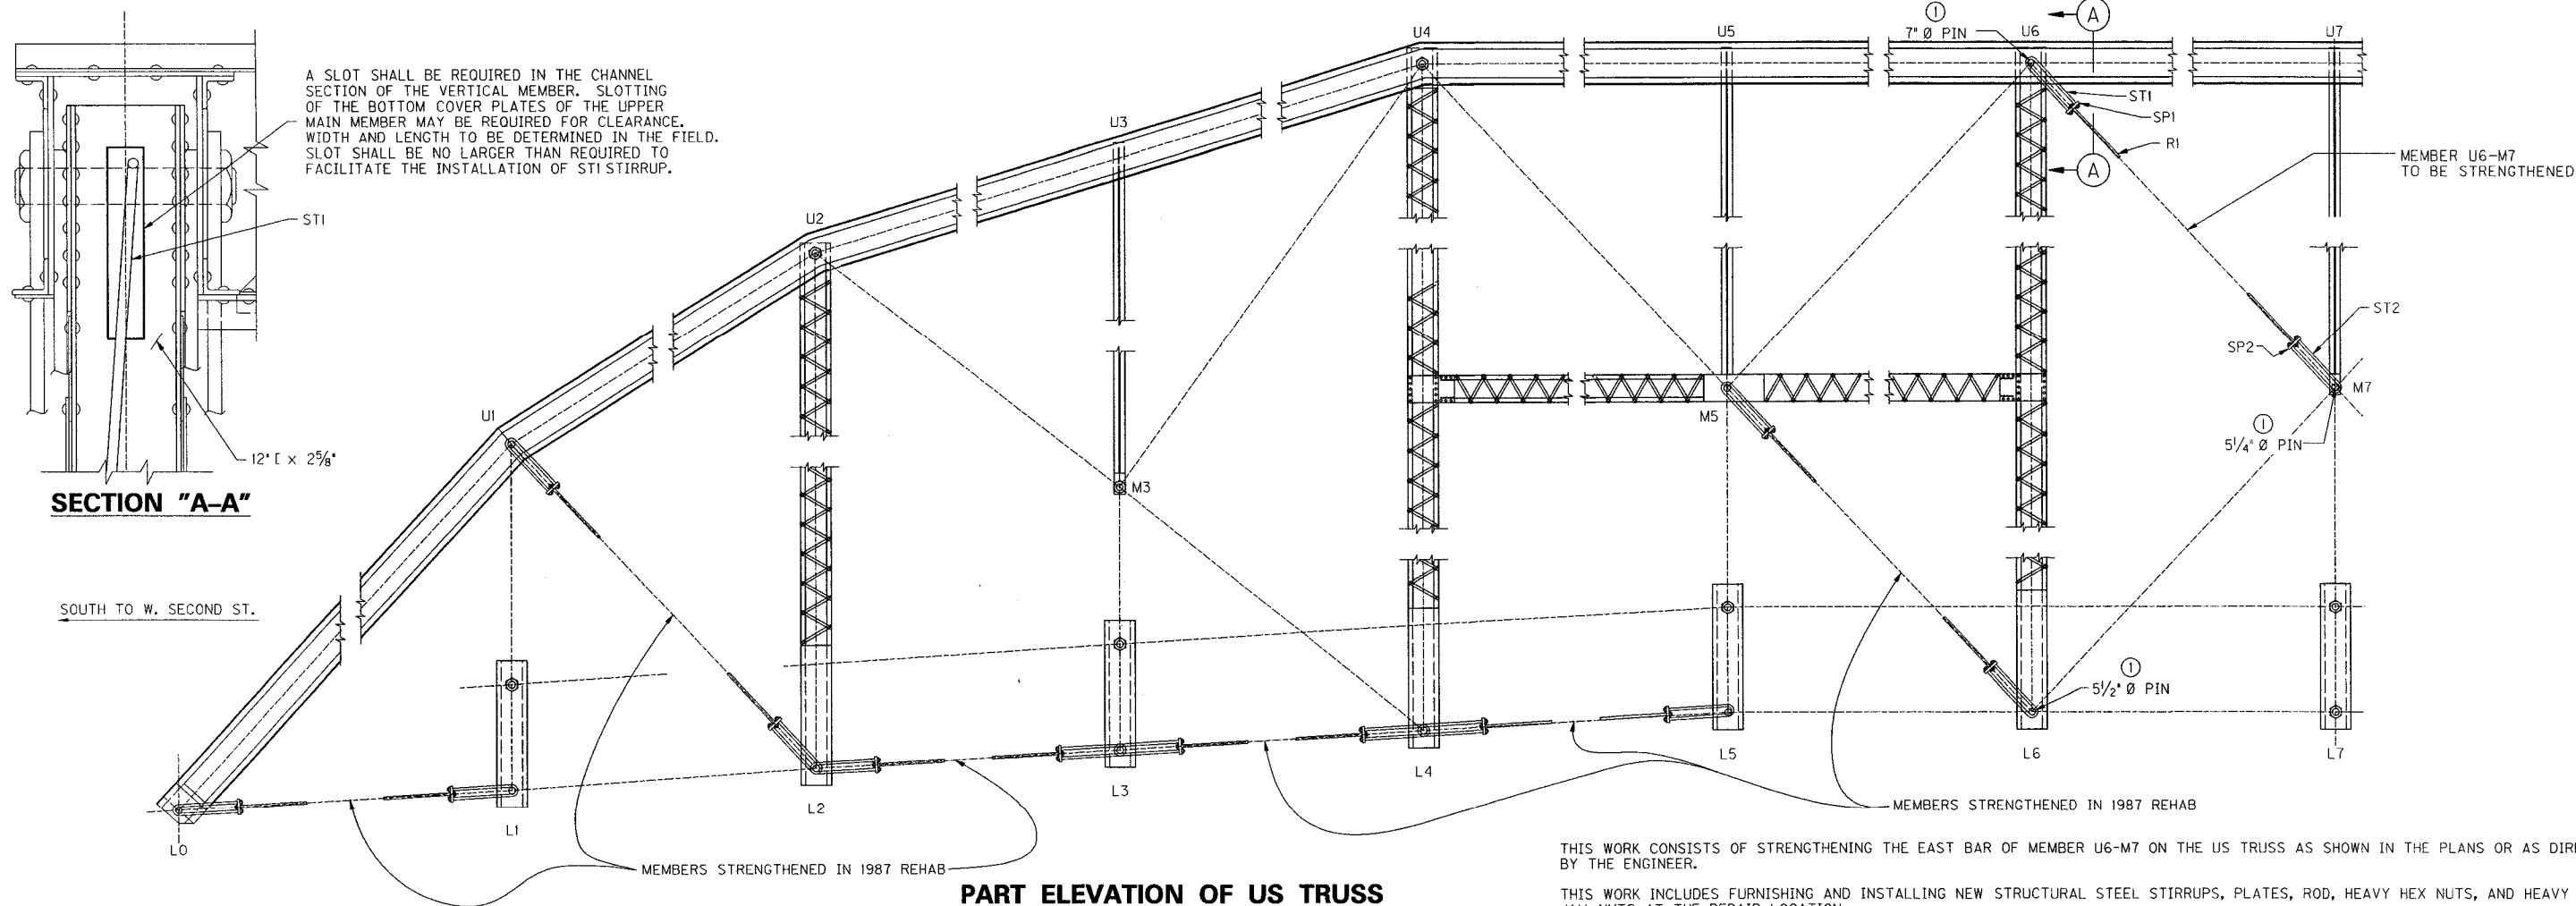 A SLOT SHALL BE REQUIRED IN THE CHANNEL
SECTION OF THE VERTICAL MEMBER. SLOTTING
OF THE BOTTOM COVER PLATES OF THE UPPER
MAIN MEMBER MAY BE REQUIRED FOR CLEARANCE.
WIDTH AND LENGTH TO BE DETERMINED IN THE FIELD.
SLOT SHALL BE NO LARGER THAN REQUIRED TO
FACILITATE THE INSTALLATION OF ST1 STIRRUP.
ST1
12" [ x 2⅝"
SECTION "A-A"
SOUTH TO W. SECOND ST.
U1
U2
U3
U4
U5
U6
U7
1
7" Ø PIN
A
A
ST1
SP1
R1
MEMBER U6-M7
TO BE STRENGTHENED
ST2
SP2
M7
1
5¼" Ø PIN
M3
M5
1
5½" Ø PIN
L0
L1
L2
L3
L4
L5
L6
L7
MEMBERS STRENGTHENED IN 1987 REHAB
MEMBERS STRENGTHENED IN 1987 REHAB
PART ELEVATION OF US TRUSS
THIS WORK CONSISTS OF STRENGTHENING THE EAST BAR OF MEMBER U6-M7 ON THE US TRUSS AS SHOWN IN THE PLANS OR AS
BY THE ENGINEER.
THIS WORK INCLUDES FURNISHING AND INSTALLING NEW STRUCTURAL STEEL STIRRUPS, PLATES, ROD, HEAVY HEX NUTS, AND HEAVY